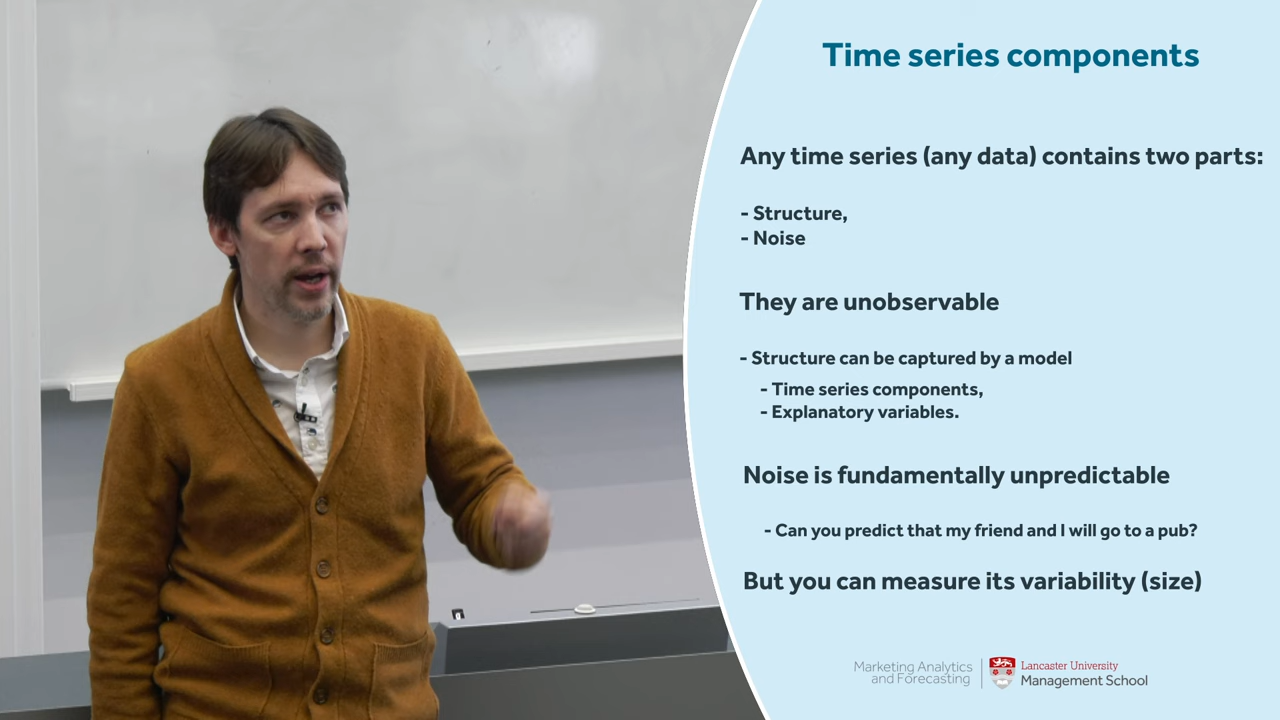 Time series components
Any time series (any data) contains two parts:
- Structure,
- Noise
They are unobservable
- Structure can be captured by a model
- Time series components,
- Explanatory variables.
Noise is fundamentally unpredictable
- Can you predict that my friend and I will go to a pub?
But you can measure its variability (size)
Marketing Analytics
and Forecasting
Lancaster University
Management School